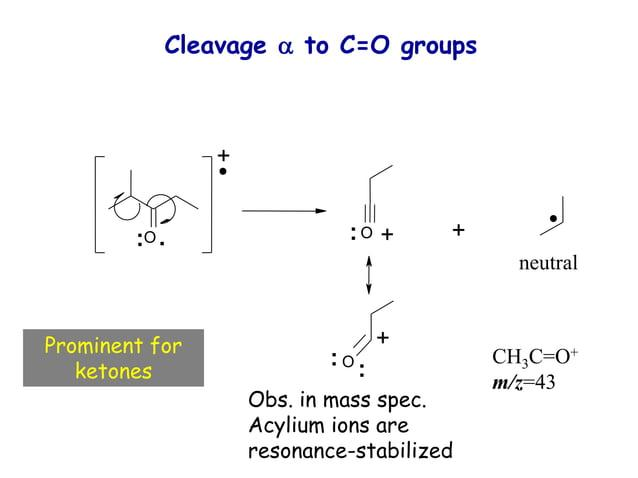 Cleavage α to C=O groups
+
•
:O.
:O +
+
•
neutral
+
:O:
Prominent for
ketones
CH₃C=O⁺
m/z=43
Obs. in mass spec.
Acylium ions are
resonance-stabilized